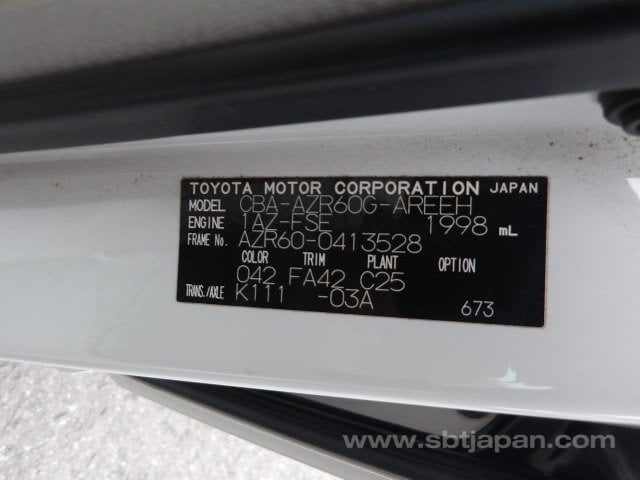 TOYOTA MOTOR CORPORATION JAPAN
MODEL CBA-AZR60G-AREEH
ENGINE 1AZ-FSE 1998 mL
FRAME No. AZR60-0413528
COLOR TRIM PLANT OPTION
042 FA42 C25
TRANS./AXLE K111 -03A 673
www.sbtjapan.com